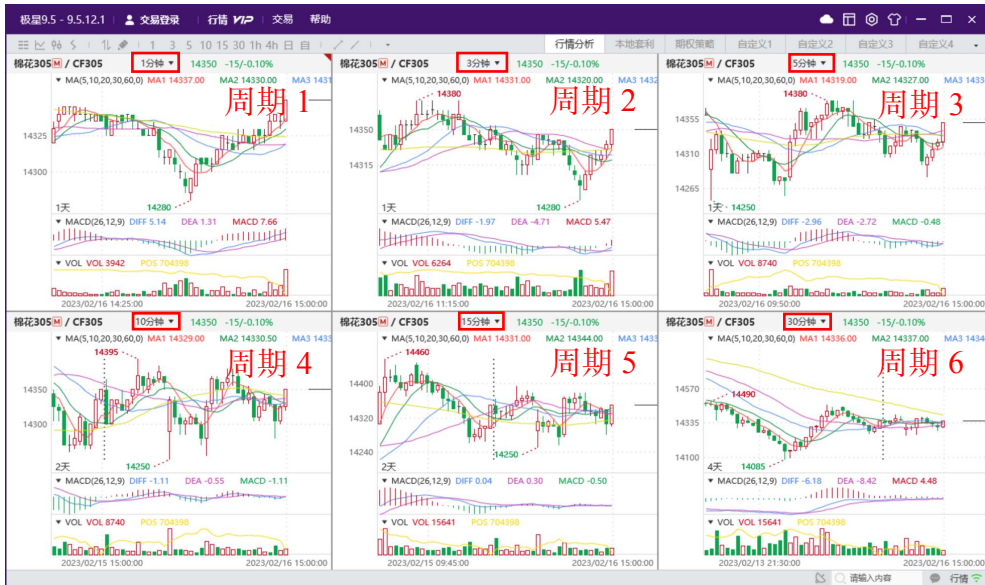 极星9.5 - 9.5.12.1 交易登录 行情 VIP 交易 帮助
1 3 5 10 15 30 1h 4h 日 自 行情分析 本地套利 期权策略 自定义1 自定义2 自定义3 自定义4
棉花305 M / CF305 1分钟 14350 -15/-0.10%
MA(5,10,20,30,60,0) MA1 14337.00 MA2 14330.00 MA3 1431
周期 1
14325
14300
14280
1天
MACD(26,12,9) DIFF 5.14 DEA 1.31 MACD 7.66
VOL VOL 3942 POS 704398
2023/02/16 14:25:00 2023/02/16 15:00:00
棉花305 M / CF305 3分钟 14350 -15/-0.10%
MA(5,10,20,30,60,0) MA1 14331.00 MA2 14320.00 MA3 1432
14380
周期 2
14350
14315
14280
1天
MACD(26,12,9) DIFF -1.97 DEA -4.71 MACD 5.47
VOL VOL 6264 POS 704398
2023/02/16 11:15:00 2023/02/16 15:00:00
棉花305 M / CF305 5分钟 14350 -15/-0.10%
MA(5,10,20,30,60,0) MA1 14319.00 MA2 14327.00 MA3 1433
14380
周期 3
14355
14310
14265
1天 14250
MACD(26,12,9) DIFF -2.96 DEA -2.72 MACD -0.48
VOL VOL 8740 POS 704398
2023/02/16 09:50:00 2023/02/16 15:00:00
棉花305 M / CF305 10分钟 14350 -15/-0.10%
MA(5,10,20,30,60,0) MA1 14329.00 MA2 14330.50 MA3 143
14395
周期 4
14350
14300
2天 14250
MACD(26,12,9) DIFF -1.11 DEA -0.55 MACD -1.11
VOL VOL 8740 POS 704398
2023/02/15 15:00:00 2023/02/16 15:00:00
棉花305 M / CF305 15分钟 14350 -15/-0.10%
MA(5,10,20,30,60,0) MA1 14331.00 MA2 14344.00 MA3 1433
14460
周期 5
14400
14320
14240
14250
2天
MACD(26,12,9) DIFF 0.04 DEA 0.30 MACD -0.50
VOL VOL 15641 POS 704398
2023/02/15 09:45:00 2023/02/16 15:00:00
棉花305 M / CF305 30分钟 14350 -15/-0.10%
MA(5,10,20,30,60,0) MA1 14336.00 MA2 14337.00 MA3 1434
周期 6
14570
14490
14335
14100
4天 14085
MACD(26,12,9) DIFF -6.18 DEA -8.42 MACD 4.48
VOL VOL 15641 POS 704398
2023/02/13 21:30:00 2023/02/16 15:00:00
请输入内容 行情